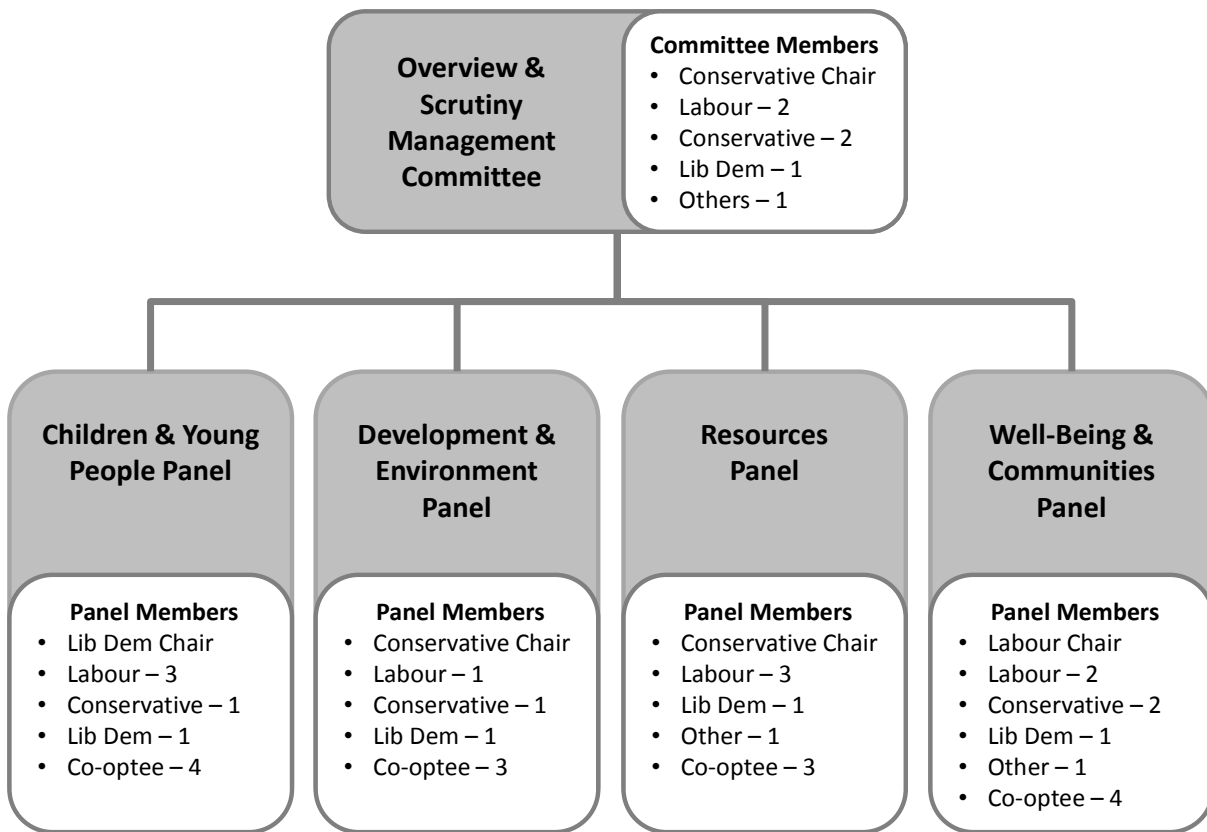 Overview &
Scrutiny
Management
Committee
Committee Members
• Conservative Chair
• Labour – 2
• Conservative – 2
• Lib Dem – 1
• Others – 1
Children & Young
People Panel
Panel Members
• Lib Dem Chair
• Labour – 3
• Conservative – 1
• Lib Dem – 1
• Co-optee – 4
Development &
Environment
Panel
Panel Members
• Conservative Chair
• Labour – 1
• Conservative – 1
• Lib Dem – 1
• Co-optee – 3
Resources
Panel
Panel Members
• Conservative Chair
• Labour – 3
• Lib Dem – 1
• Other – 1
• Co-optee – 3
Well-Being &
Communities
Panel
Panel Members
• Labour Chair
• Labour – 2
• Conservative – 2
• Lib Dem – 1
• Other – 1
• Co-optee – 4